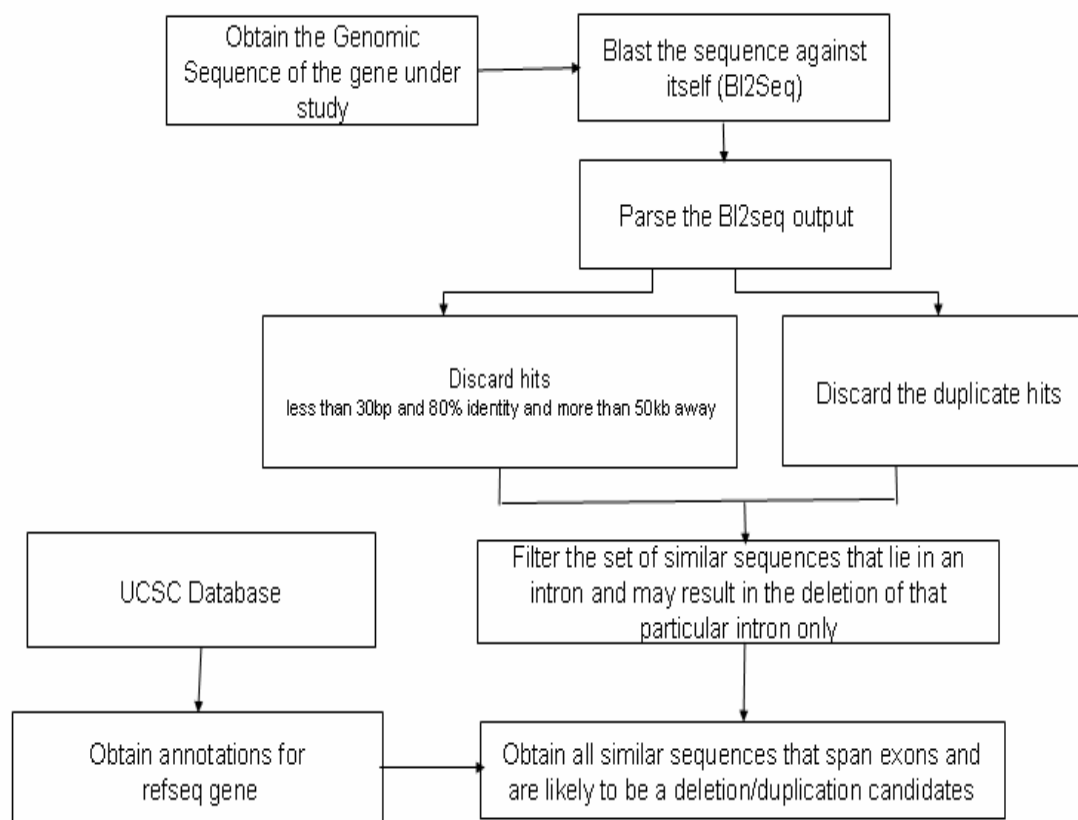 Obtain the Genomic
Sequence of the gene under
study
Blast the sequence against
itself (Bl2Seq)
Parse the Bl2seq output
Discard hits
less than 30bp and 80% identity and more than 50kb away
Discard the duplicate hits
Filter the set of similar sequences that lie in an
intron and may result in the deletion of that
particular intron only
UCSC Database
Obtain annotations for
refseq gene
Obtain all similar sequences that span exons and
are likely to be a deletion/duplication candidates